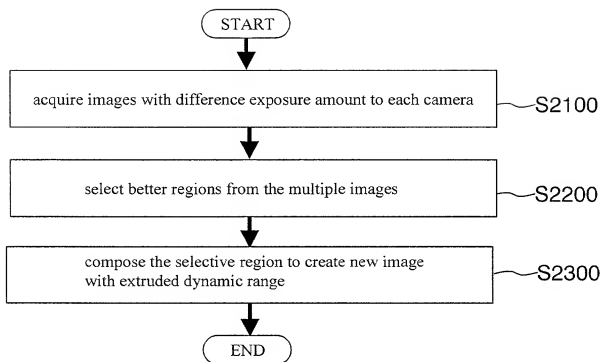 START
acquire images with difference exposure amount to each camera
S2100
select better regions from the multiple images
S2200
compose the selective region to create new image
with extruded dynamic range
S2300
END